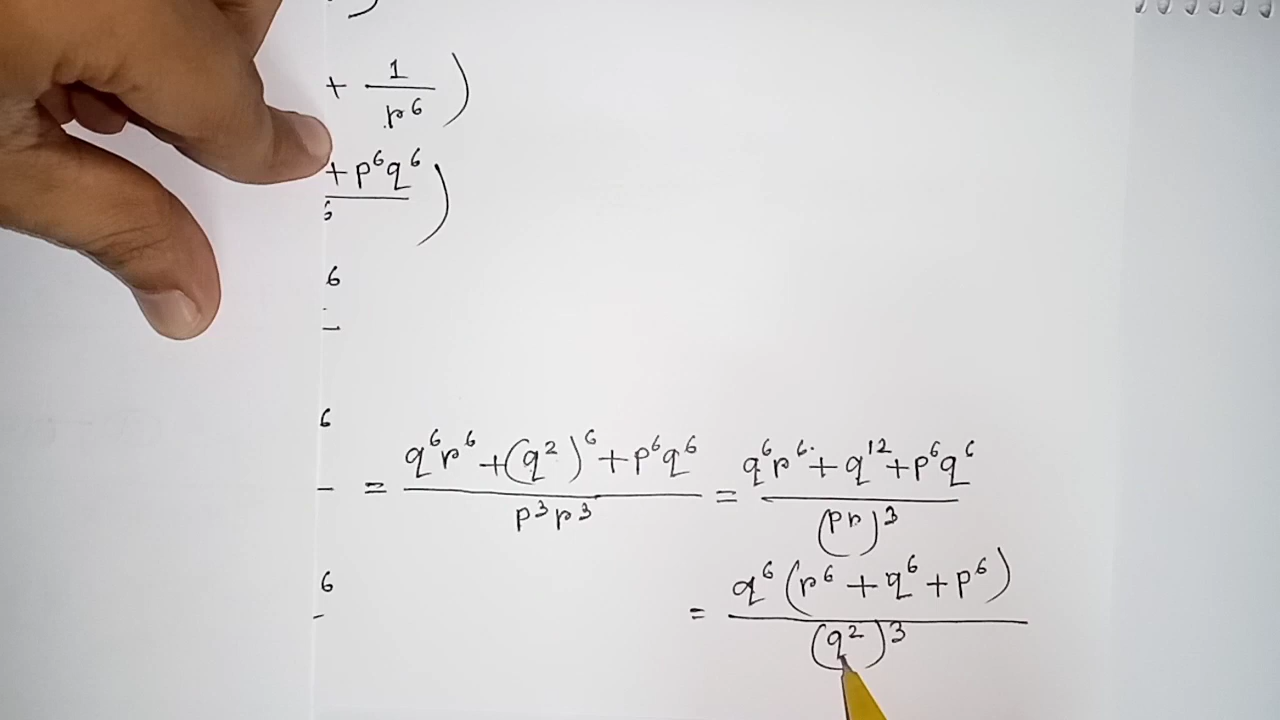 + 1/r⁶ )
+ p⁶q⁶ )
6
6
6
= (q⁶r⁶ + (q²)⁶ + p⁶q⁶)/(p³r³) = (q⁶r⁶ + q¹² + p⁶q⁶)/(pr)³
6
= q⁶(r⁶ + q⁶ + p⁶)/(q²)³